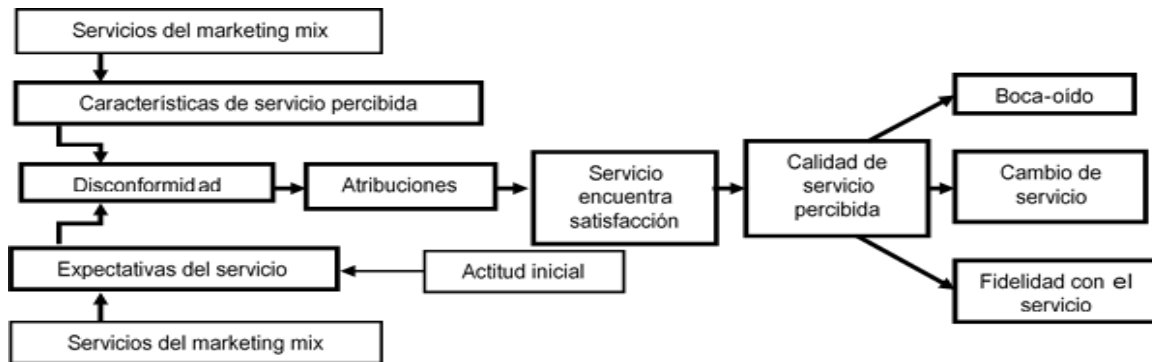 Servicios del marketing mix
Características de servicio percibida
Disconformidad
Atribuciones
Servicio
encuentra
satisfacción
Calidad de
servicio
percibida
Boca-oído
Cambio de
servicio
Fidelidad con el
servicio
Expectativas del servicio
Actitud inicial
Servicios del marketing mix